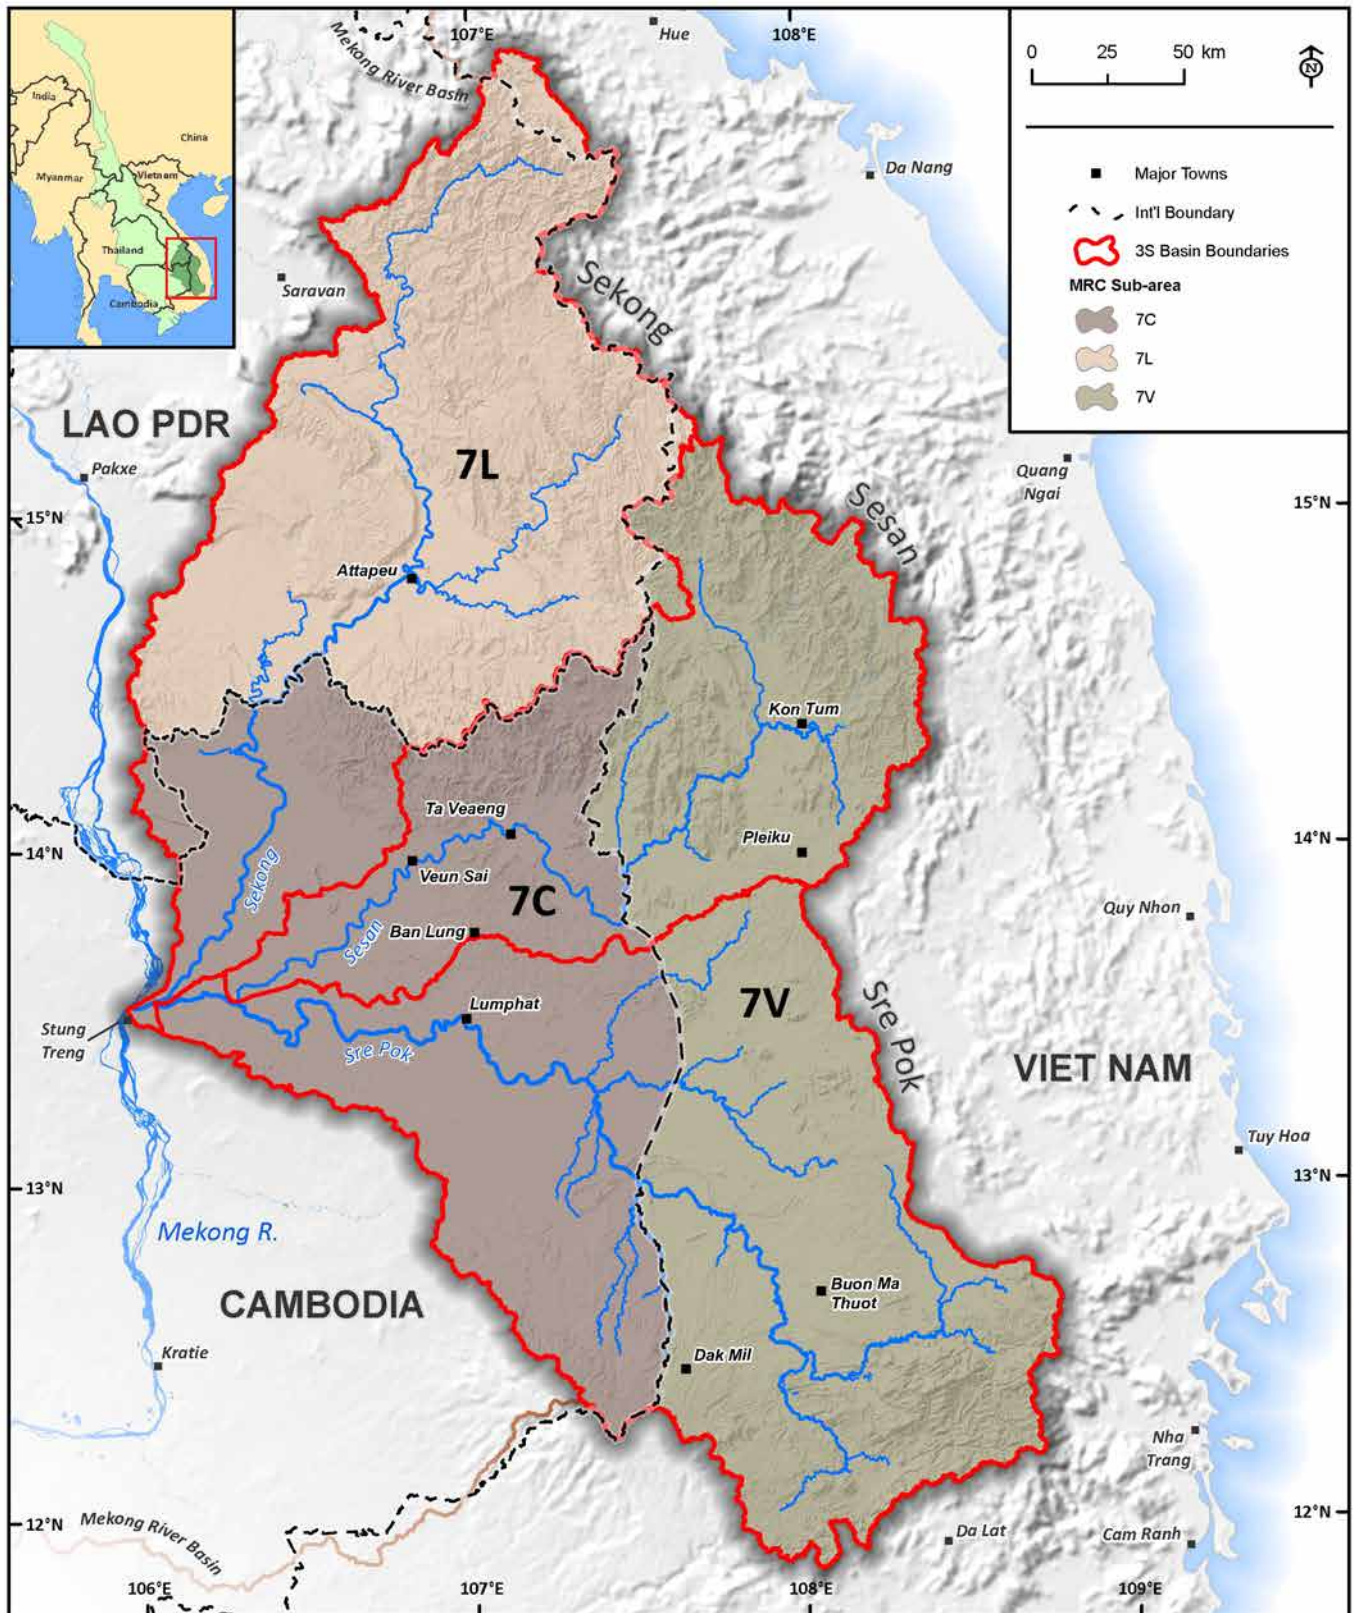 107°E
108°E
Hue
Mekong River Basin
0 25 50 km
N
India
China
Myanmar
Vietnam
Thailand
Cambodia
Da Nang
Major Towns
Int'l Boundary
3S Basin Boundaries
MRC Sub-area
7C
7L
7V
Saravan
Sekong
LAO PDR
Pakxe
7L
Quang
Ngai
Sesan
15°N
15°N
Attapeu
Kon Tum
Ta Veaeng
Pleiku
14°N
14°N
Veun Sai
Sekong
7C
Quy Nhon
Ban Lung
Sesan
7V
Lumphat
Sre Pok
Stung
Treng
Sre Pok
VIET NAM
Tuy Hoa
13°N
13°N
Mekong R.
CAMBODIA
Buon Ma
Thuot
Kratie
Dak Mil
Nha
Trang
12°N
12°N
Mekong River Basin
Da Lat
Cam Ranh
106°E
107°E
108°E
109°E